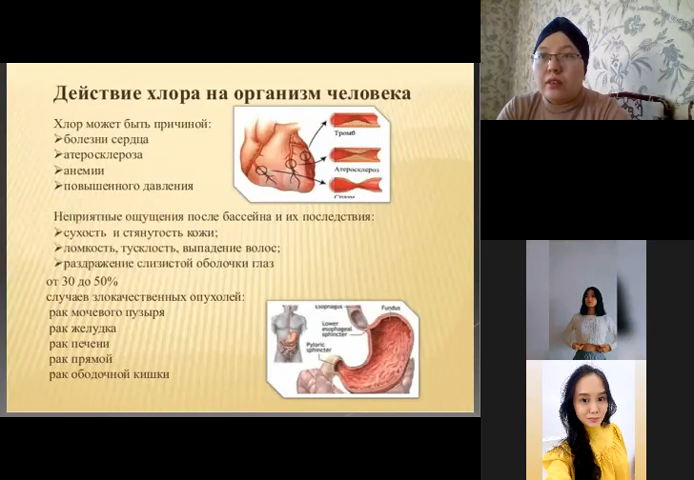 Действие хлора на организм человека
Хлор может быть причиной:
болезни сердца
атеросклероза
анемии
повышенного давления
Тромб
Атеросклероз
Неприятные ощущения после бассейна и их последствия:
сухость и стянутость кожи;
ломкость, тусклость, выпадение волос;
раздражение слизистой оболочки глаз
от 30 до 50%
случаев злокачественных опухолей:
рак мочевого пузыря
рак желудка
рак печени
рак прямой
рак ободочной кишки
Esophagus
Fundus
Lower
esophageal
sphincter
Pyloric
sphincter